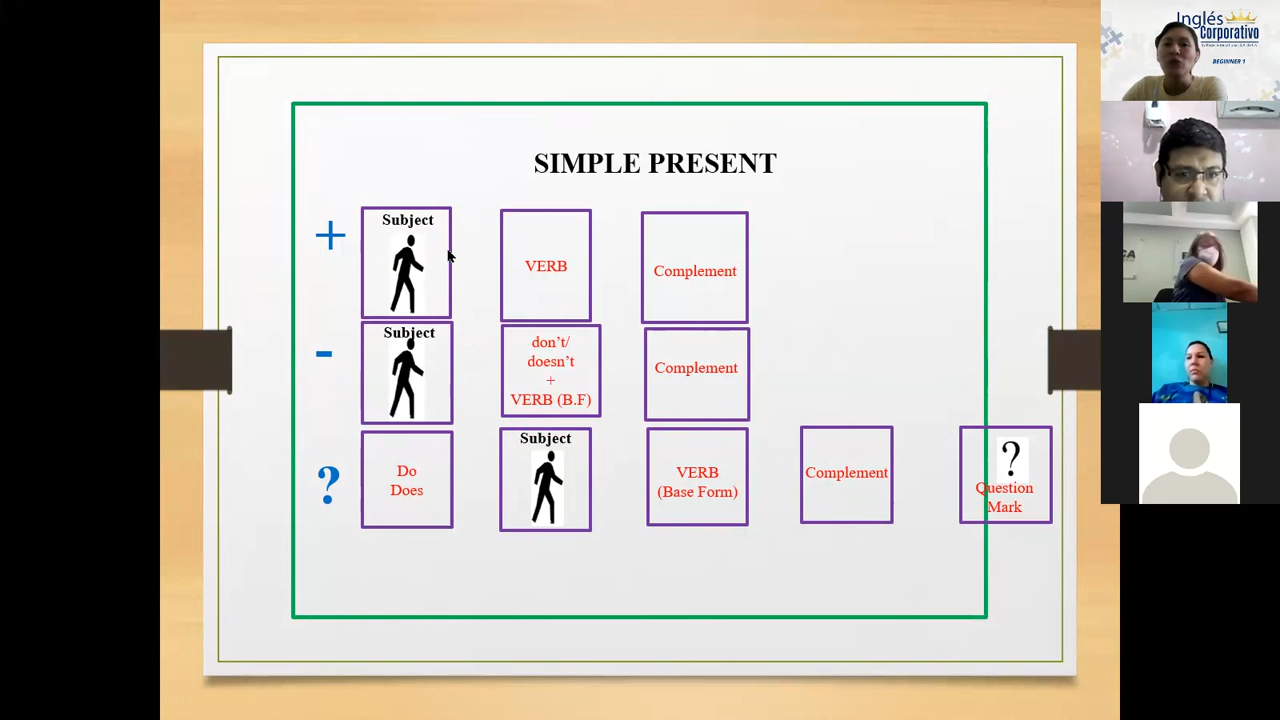 SIMPLE PRESENT
+
Subject
VERB
Complement
-
Subject
don't/
doesn't
+
VERB (B.F)
Complement
?
Do
Does
Subject
VERB
(Base Form)
Complement
?
Question
Mark
Inglés
Corporativo
BEGINNER 1